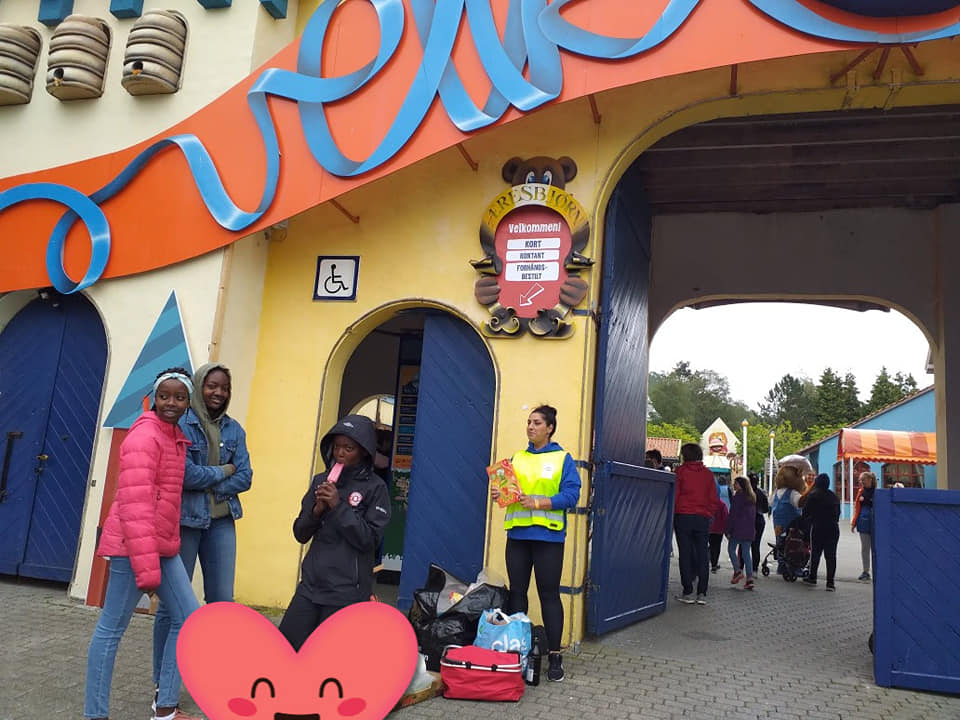 ÆRESBJØRN
Velkommen!
KORT
KONTANT
FORHÅNDS-
BESTILT